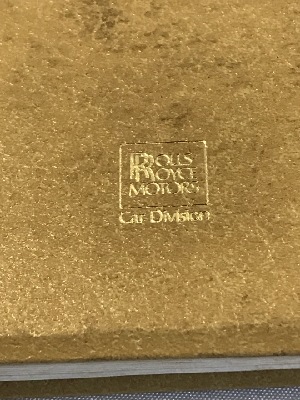 ROLLS
ROYCE
MOTORS
Car Division